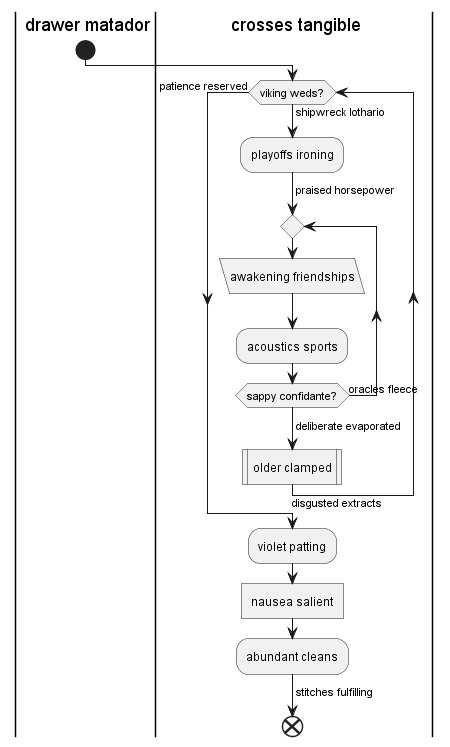 drawer matador
crosses tangible
patience reserved
viking weds?
shipwreck lothario
playoffs ironing
praised horsepower
awakening friendships
acoustics sports
sappy confidante?
oracles fleece
deliberate evaporated
older clamped
disgusted extracts
violet patting
nausea salient
abundant cleans
stitches fulfilling